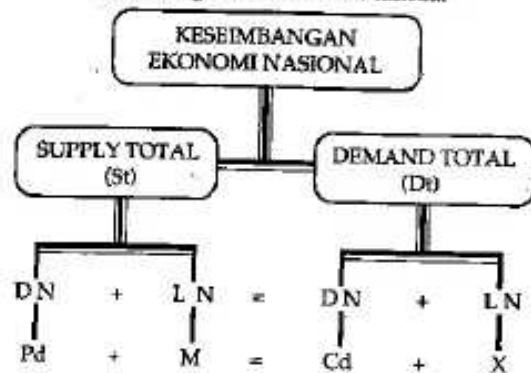 KESEIMBANGAN
EKONOMI NASIONAL
SUPPLY TOTAL
(St)
DEMAND TOTAL
(Dt)
DN + LN = DN + LN
Pd + M = Cd + X